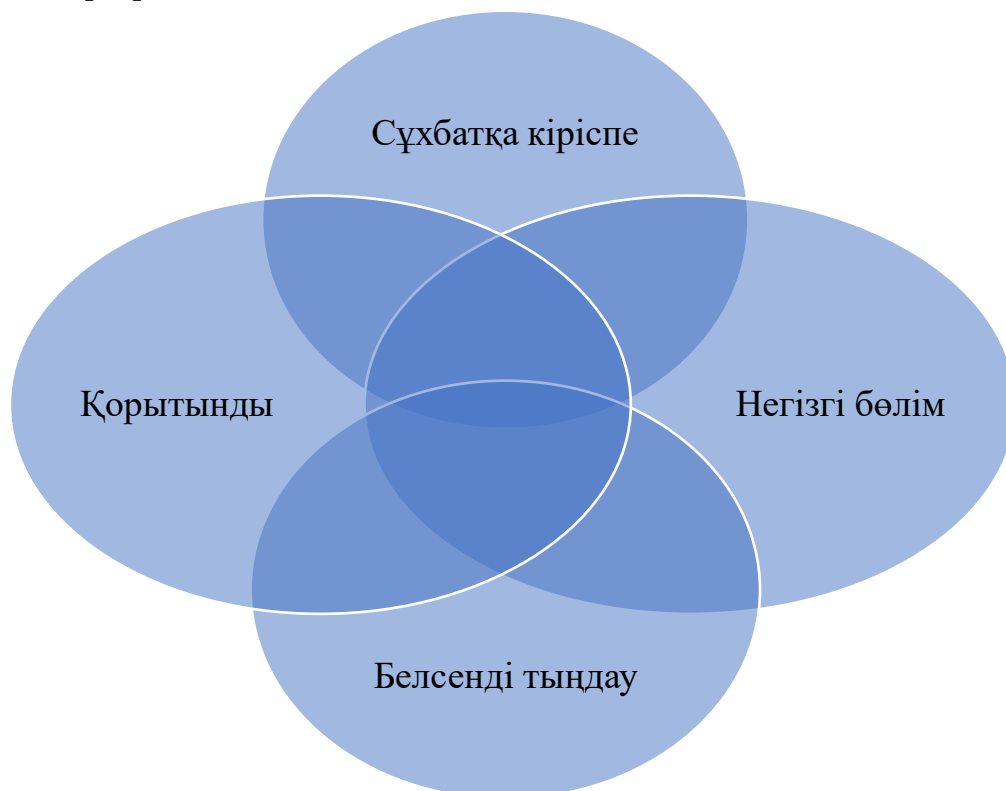 Сұхбатқа кіріспе
Қорытынды
Негізгі бөлім
Белсенді тыңдау